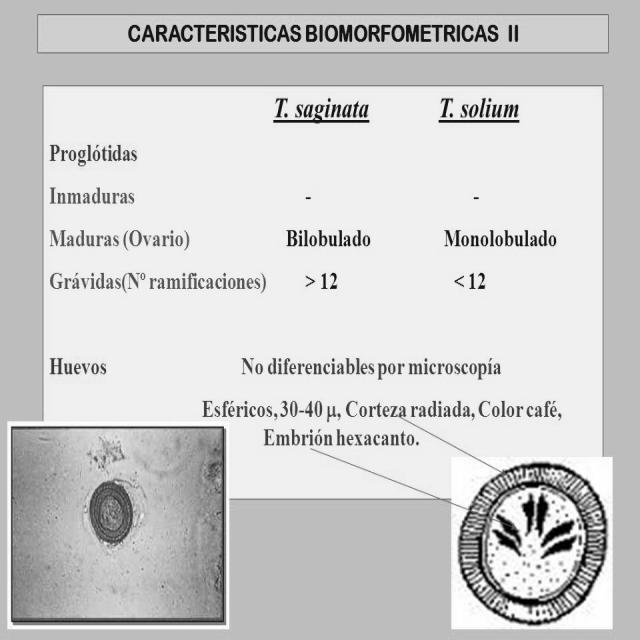 CARACTERISTICAS BIOMORFOMETRICAS II
T. saginata T. solium
Proglótidas
Inmaduras - -
Maduras (Ovario) Bilobulado Monolobulado
Grávidas(Nº ramificaciones) > 12 < 12
Huevos No diferenciables por microscopía
Esféricos, 30-40 µ, Corteza radiada, Color café,
Embrión hexacanto.